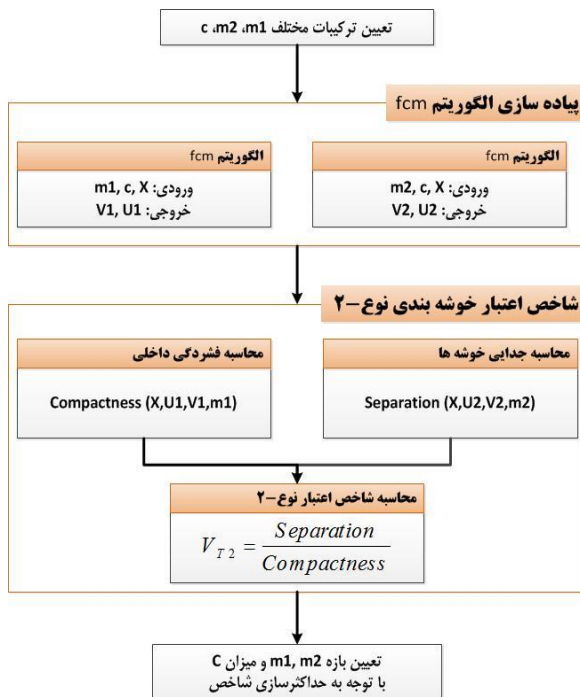 تعیین ترکیبات مختلف c ،m2 ،m1
پیاده سازی الگوریتم fcm
الگوریتم fcm
ورودی: m2, c, X
خروجی: V2, U2
الگوریتم fcm
ورودی: m1, c, X
خروجی: V1, U1
شاخص اعتبار خوشه بندی نوع-۲
محاسبه جدایی خوشه ها
Separation (X,U2,V2,m2)
محاسبه فشردگی داخلی
Compactness (X,U1,V1,m1)
محاسبه شاخص اعتبار نوع-۲
V_{T 2} = Separation / Compactness
تعیین بازه m1, m2 و میزان C
با توجه به حداکثرسازی شاخص